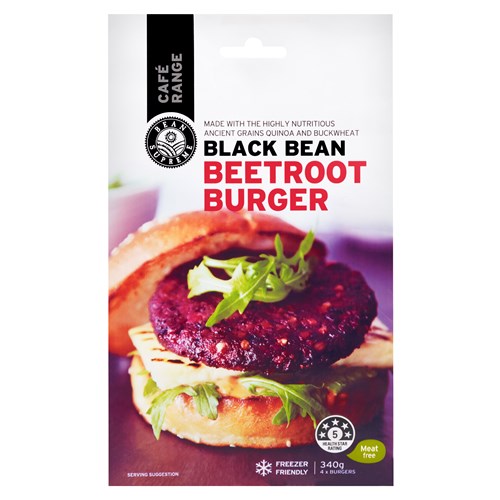 CAFÉ
RANGE
BEAN
SUPREME
MADE WITH THE HIGHLY NUTRITIOUS
ANCIENT GRAINS QUINOA AND BUCKWHEAT
BLACK BEAN
BEETROOT
BURGER
5
HEALTH STAR
RATING
Meat
free
FREEZER
FRIENDLY
340g
4 x BURGERS
SERVING SUGGESTION